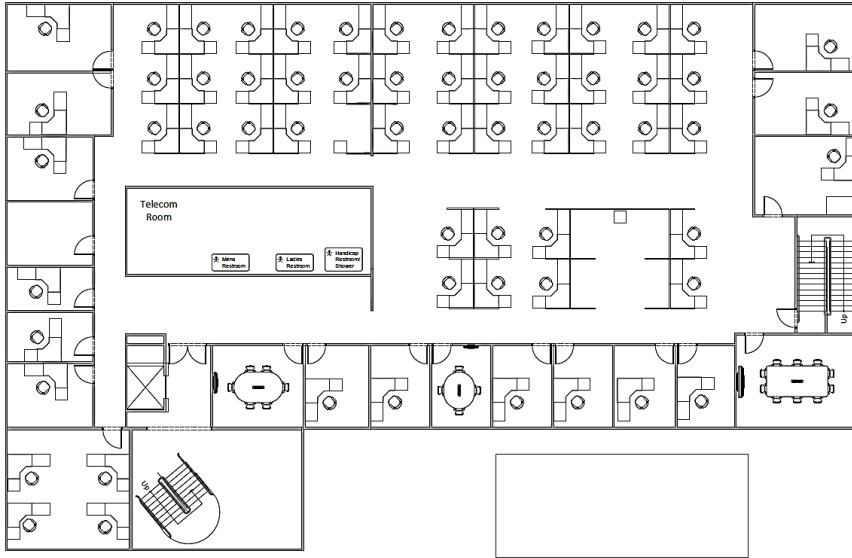 Telecom
Room
Mens
Restroom
Ladies
Restroom
Handicap
Restroom/
Shower
Up
Up